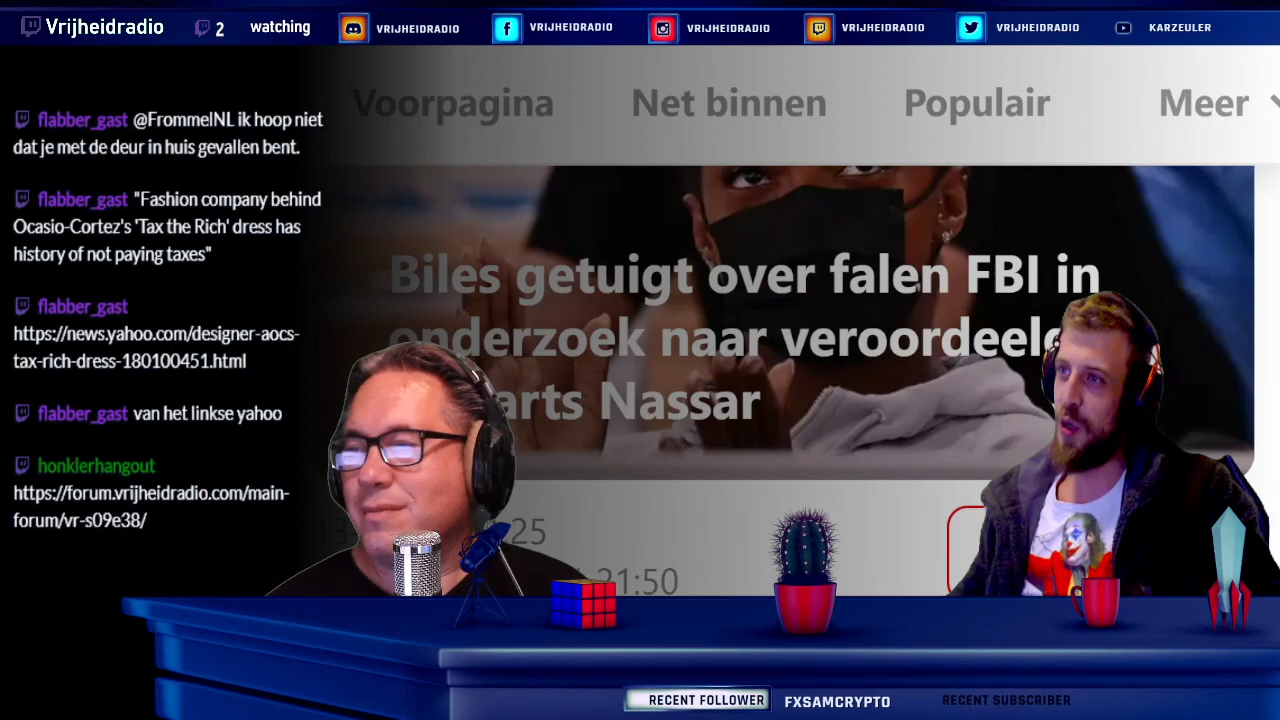 Vrijheidradio
2
watching
VRIJHEIDRADIO
VRIJHEIDRADIO
VRIJHEIDRADIO
VRIJHEIDRADIO
VRIJHEIDRADIO
KARZEULER
Voorpagina
Net binnen
Populair
Meer
flabber_gast @FrommelNL ik hoop niet
dat je met de deur in huis gevallen bent.
flabber_gast "Fashion company behind
Ocasio-Cortez's 'Tax the Rich' dress has
history of not paying taxes"
flabber_gast
https://news.yahoo.com/designer-aocs-
tax-rich-dress-180100451.html
flabber_gast van het linkse yahoo
honklerhangout
https://forum.vrijheidradio.com/main-
forum/vr-s09e38/
Biles getuigt over falen FBI in
onderzoek naar veroordeelde
arts Nassar
25
21:50
RECENT FOLLOWER
FXSAMCRYPTO
RECENT SUBSCRIBER